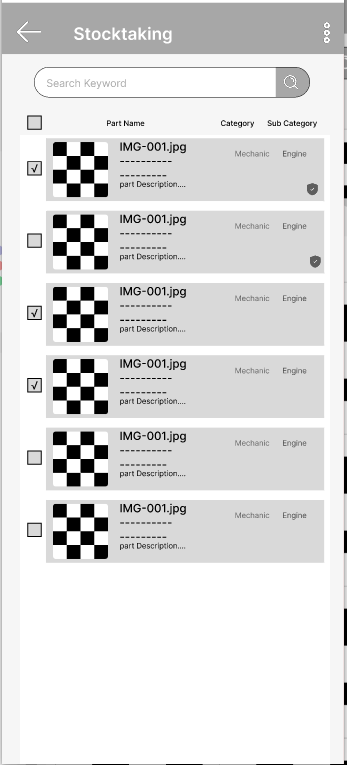 Stocktaking
Search Keyword
Part Name Category Sub Category
IMG-001.jpg
Mechanic Engine
----------
---------
part Description....
IMG-001.jpg
Mechanic Engine
----------
---------
part Description....
IMG-001.jpg
Mechanic Engine
----------
---------
part Description....
IMG-001.jpg
Mechanic Engine
----------
---------
part Description....
IMG-001.jpg
Mechanic Engine
----------
---------
part Description....
IMG-001.jpg
Mechanic Engine
----------
---------
part Description....